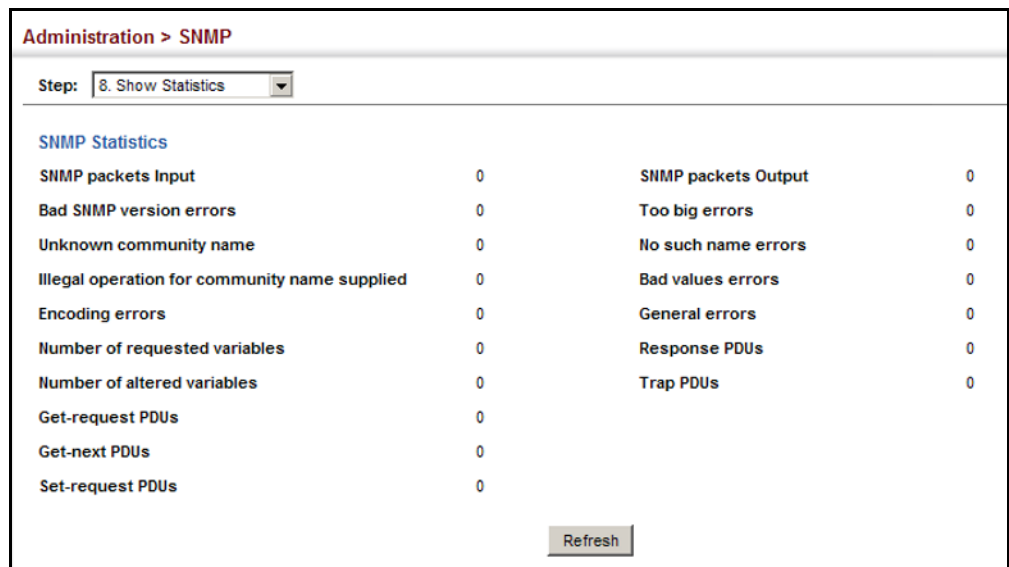 Administration > SNMP
Step: 8. Show Statistics
SNMP Statistics
SNMP packets Input 0 SNMP packets Output 0
Bad SNMP version errors 0 Too big errors 0
Unknown community name 0 No such name errors 0
Illegal operation for community name supplied 0 Bad values errors 0
Encoding errors 0 General errors 0
Number of requested variables 0 Response PDUs 0
Number of altered variables 0 Trap PDUs 0
Get-request PDUs 0
Get-next PDUs 0
Set-request PDUs 0
Refresh